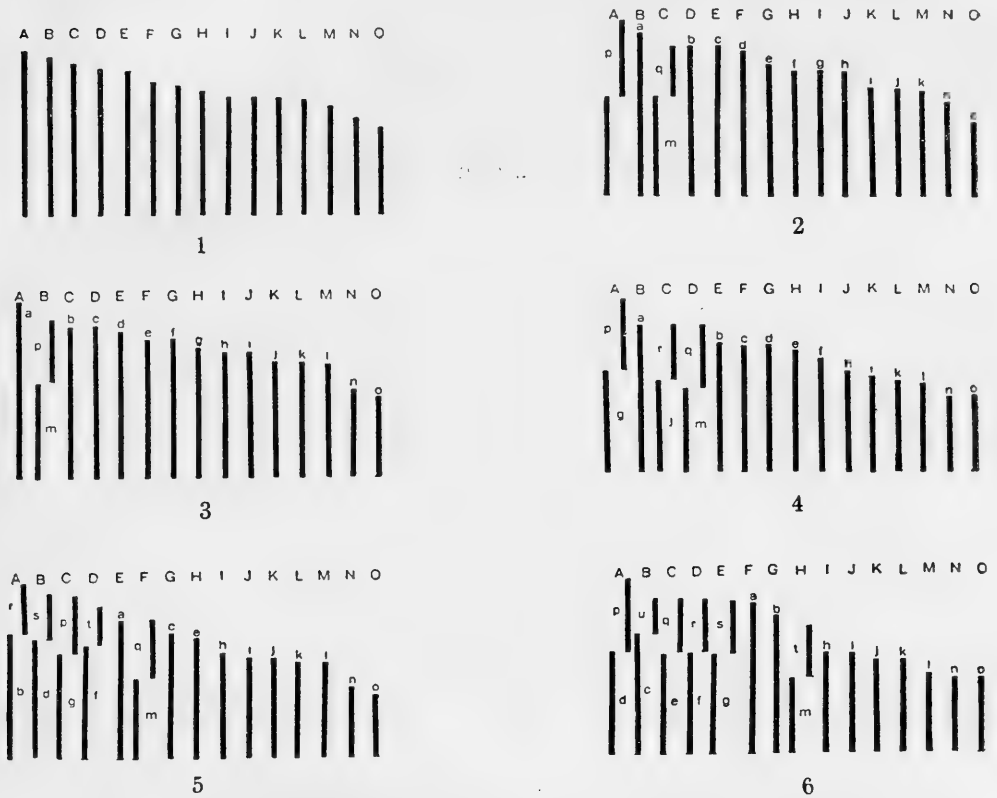 A B C D E F G H I J K L M N O
1
A B C D E F G H I J K L M N O
p a q b c d e f g h i j k
m
2
A B C D E F G H I J K L M N O
a
p b c d e f g h i j k l n o
m
3
A B C D E F G H I J K L M N O
p a r q b c d e f i k l n o
g j m
4
A B C D E F G H I J K L M N O
r s p t a q c e h i j k l n o
b d g f m
5
A B C D E F G H I J K L M N O
p u q r s a b t h i j k l n o
d c e f g m
6